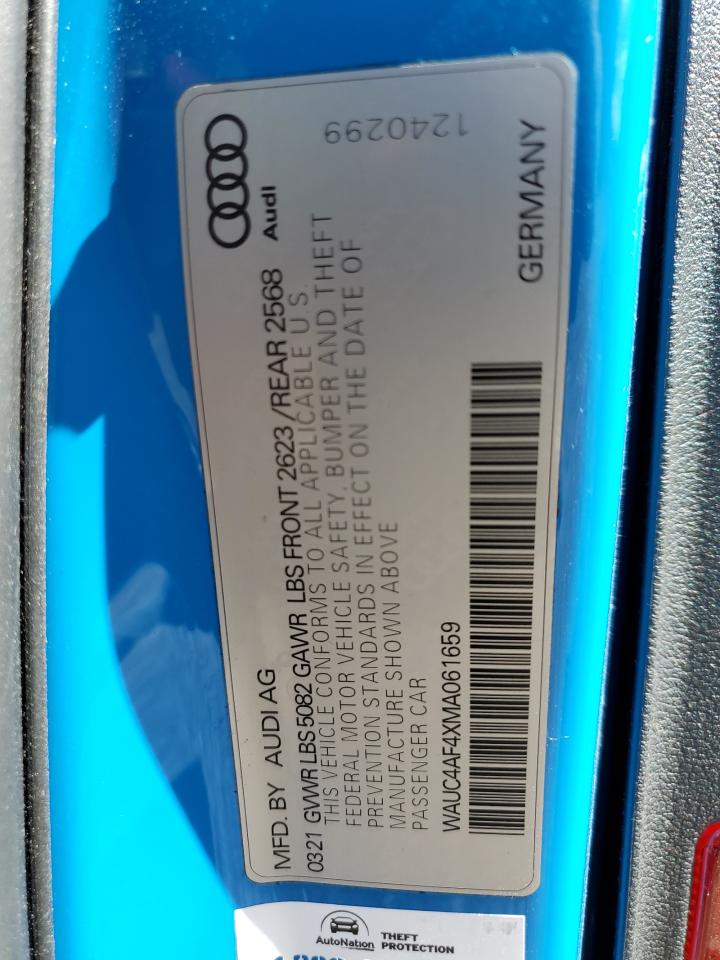 Audi
MFD. BY AUDI AG
0321 GVWR LBS 5082 GAWR LBS FRONT 2623 /REAR 2568
THIS VEHICLE CONFORMS TO ALL APPLICABLE U.S.
FEDERAL MOTOR VEHICLE SAFETY, BUMPER AND THEFT
PREVENTION STANDARDS IN EFFECT ON THE DATE OF
MANUFACTURE SHOWN ABOVE
PASSENGER CAR
WAUC4AF4XMA061659
GERMANY
1240299
AutoNation
THEFT
PROTECTION